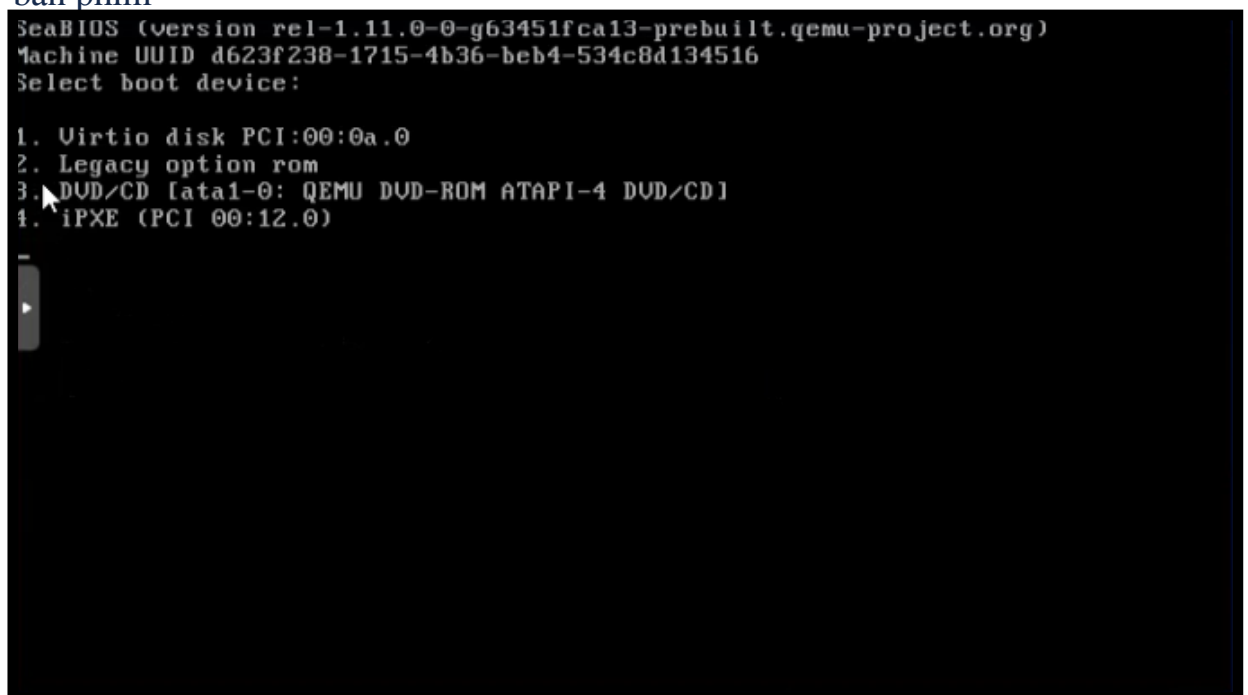 bàn phím
SeaBIOS (version rel-1.11.0-0-g63451fca13-prebuilt.qemu-project.org)
Machine UUID d623f238-1715-4b36-beb4-534c8d134516
Select boot device:
1. Virtio disk PCI:00:0a.0
2. Legacy option rom
3. DVD/CD [ata1-0: QEMU DVD-ROM ATAPI-4 DVD/CD]
4. iPXE (PCI 00:12.0)